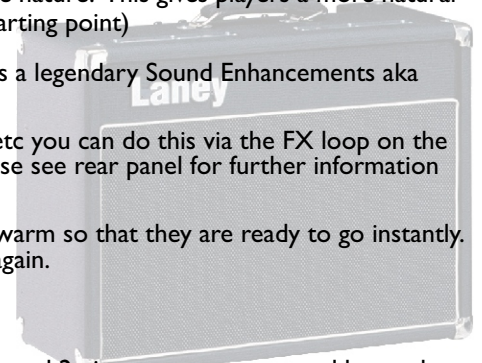 This gives players a more natural
arting point)
s a legendary Sound Enhancements aka
Laney
etc you can do this via the FX loop on the
se see rear panel for further information
warm so that they are ready to go instantly.
again.